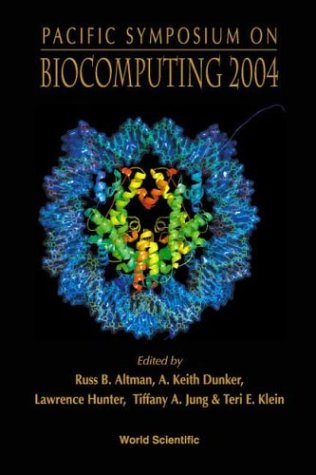 PACIFIC SYMPOSIUM ON
BIOCOMPUTING 2004
Edited by
Russ B. Altman, A. Keith Dunker,
Lawrence Hunter, Tiffany A. Jung & Teri E. Klein
World Scientific